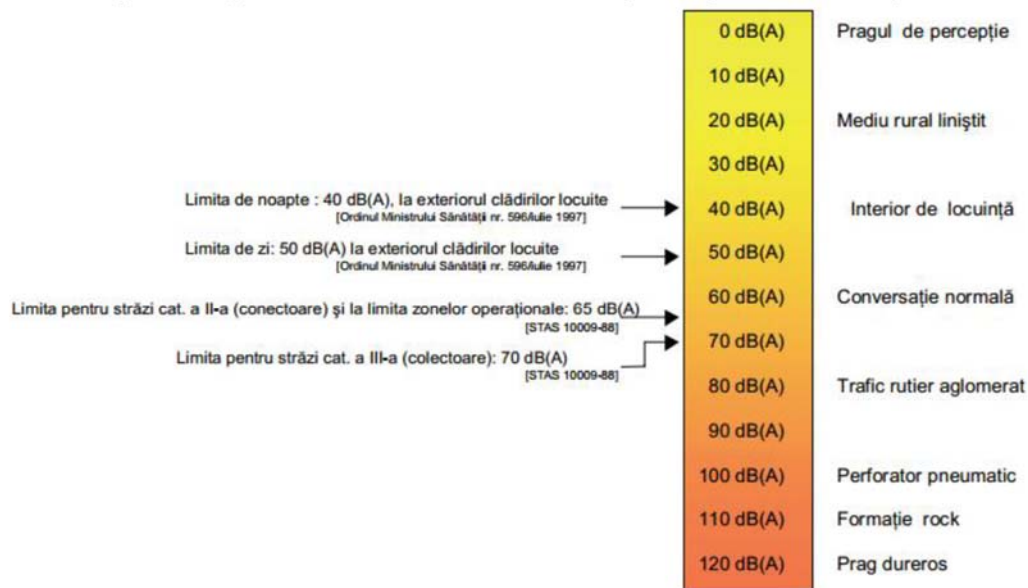 0 dB(A) Pragul de percepție
10 dB(A)
20 dB(A) Mediu rural liniștit
30 dB(A)
Limita de noapte : 40 dB(A), la exteriorul clădirilor locuite
[Ordinul Ministrului Sănătății nr. 596/iulie 1997]
40 dB(A) Interior de locuință
Limita de zi: 50 dB(A) la exteriorul clădirilor locuite
[Ordinul Ministrului Sănătății nr. 596/iulie 1997]
50 dB(A)
60 dB(A) Conversație normală
Limita pentru străzi cat. a II-a (conectoare) și la limita zonelor operaționale: 65 dB(A)
[STAS 10009-88]
70 dB(A)
Limita pentru străzi cat. a III-a (colectoare): 70 dB(A)
[STAS 10009-88]
80 dB(A) Trafic rutier aglomerat
90 dB(A)
100 dB(A) Perforator pneumatic
110 dB(A) Formație rock
120 dB(A) Prag dureros